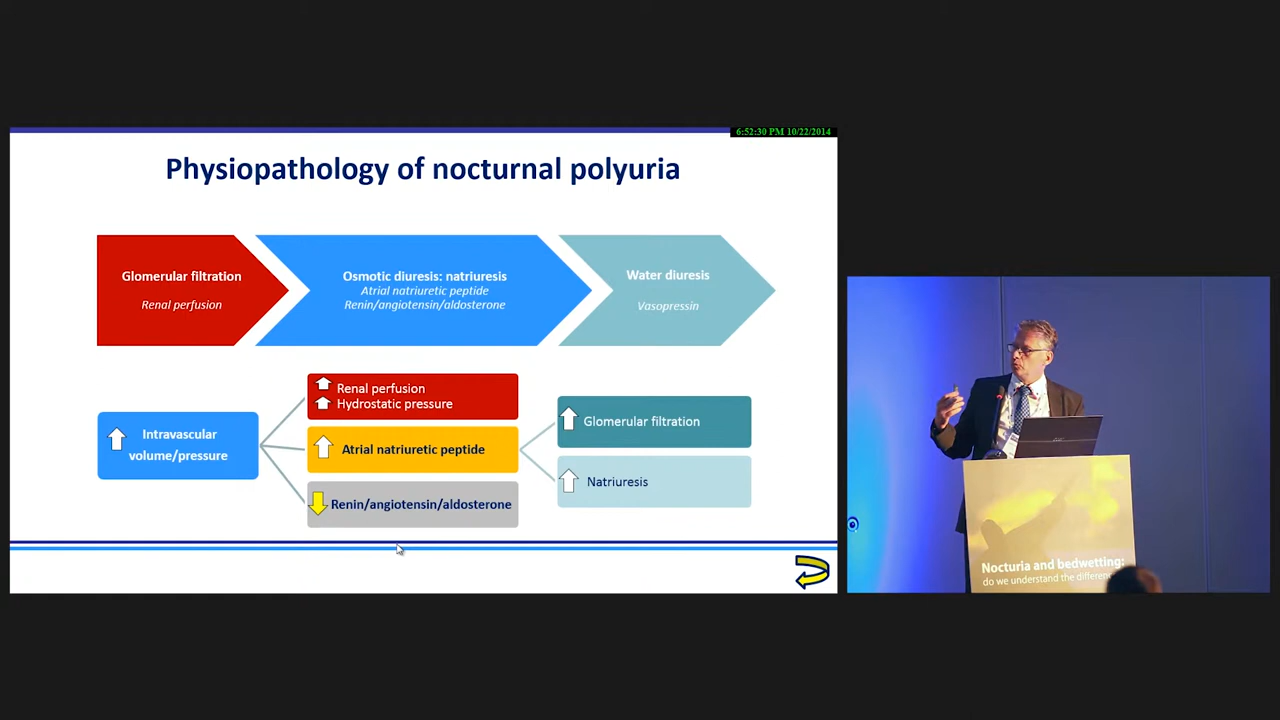 6:52:30 PM 10/22/2014
Physiopathology of nocturnal polyuria
Glomerular filtration
Renal perfusion
Osmotic diuresis: natriuresis
Atrial natriuretic peptide
Renin/angiotensin/aldosterone
Water diuresis
Vasopressin
Intravascular
volume/pressure
Renal perfusion
Hydrostatic pressure
Atrial natriuretic peptide
Renin/angiotensin/aldosterone
Glomerular filtration
Natriuresis
Nocturia and bedwetting:
do we understand the